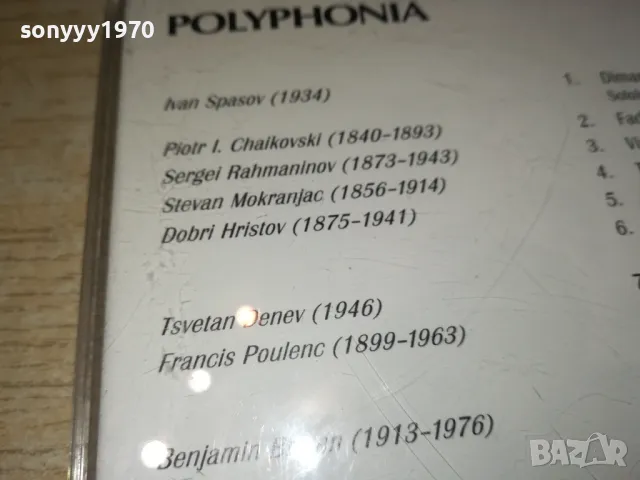 sonyyy1970
POLYPHONIA
Ivan Spasov (1934)
1.
2.
Piotr I. Chaikovski (1840-1893)
3.
Sergei Rahmaninov (1873-1943)
4.
Stevan Mokranjac (1856-1914)
5.
Dobri Hristov (1875-1941)
6.
7
Tsvetan Denev (1946)
Francis Poulenc (1899-1963)
Benjamin (1913-1976)
BAZAR